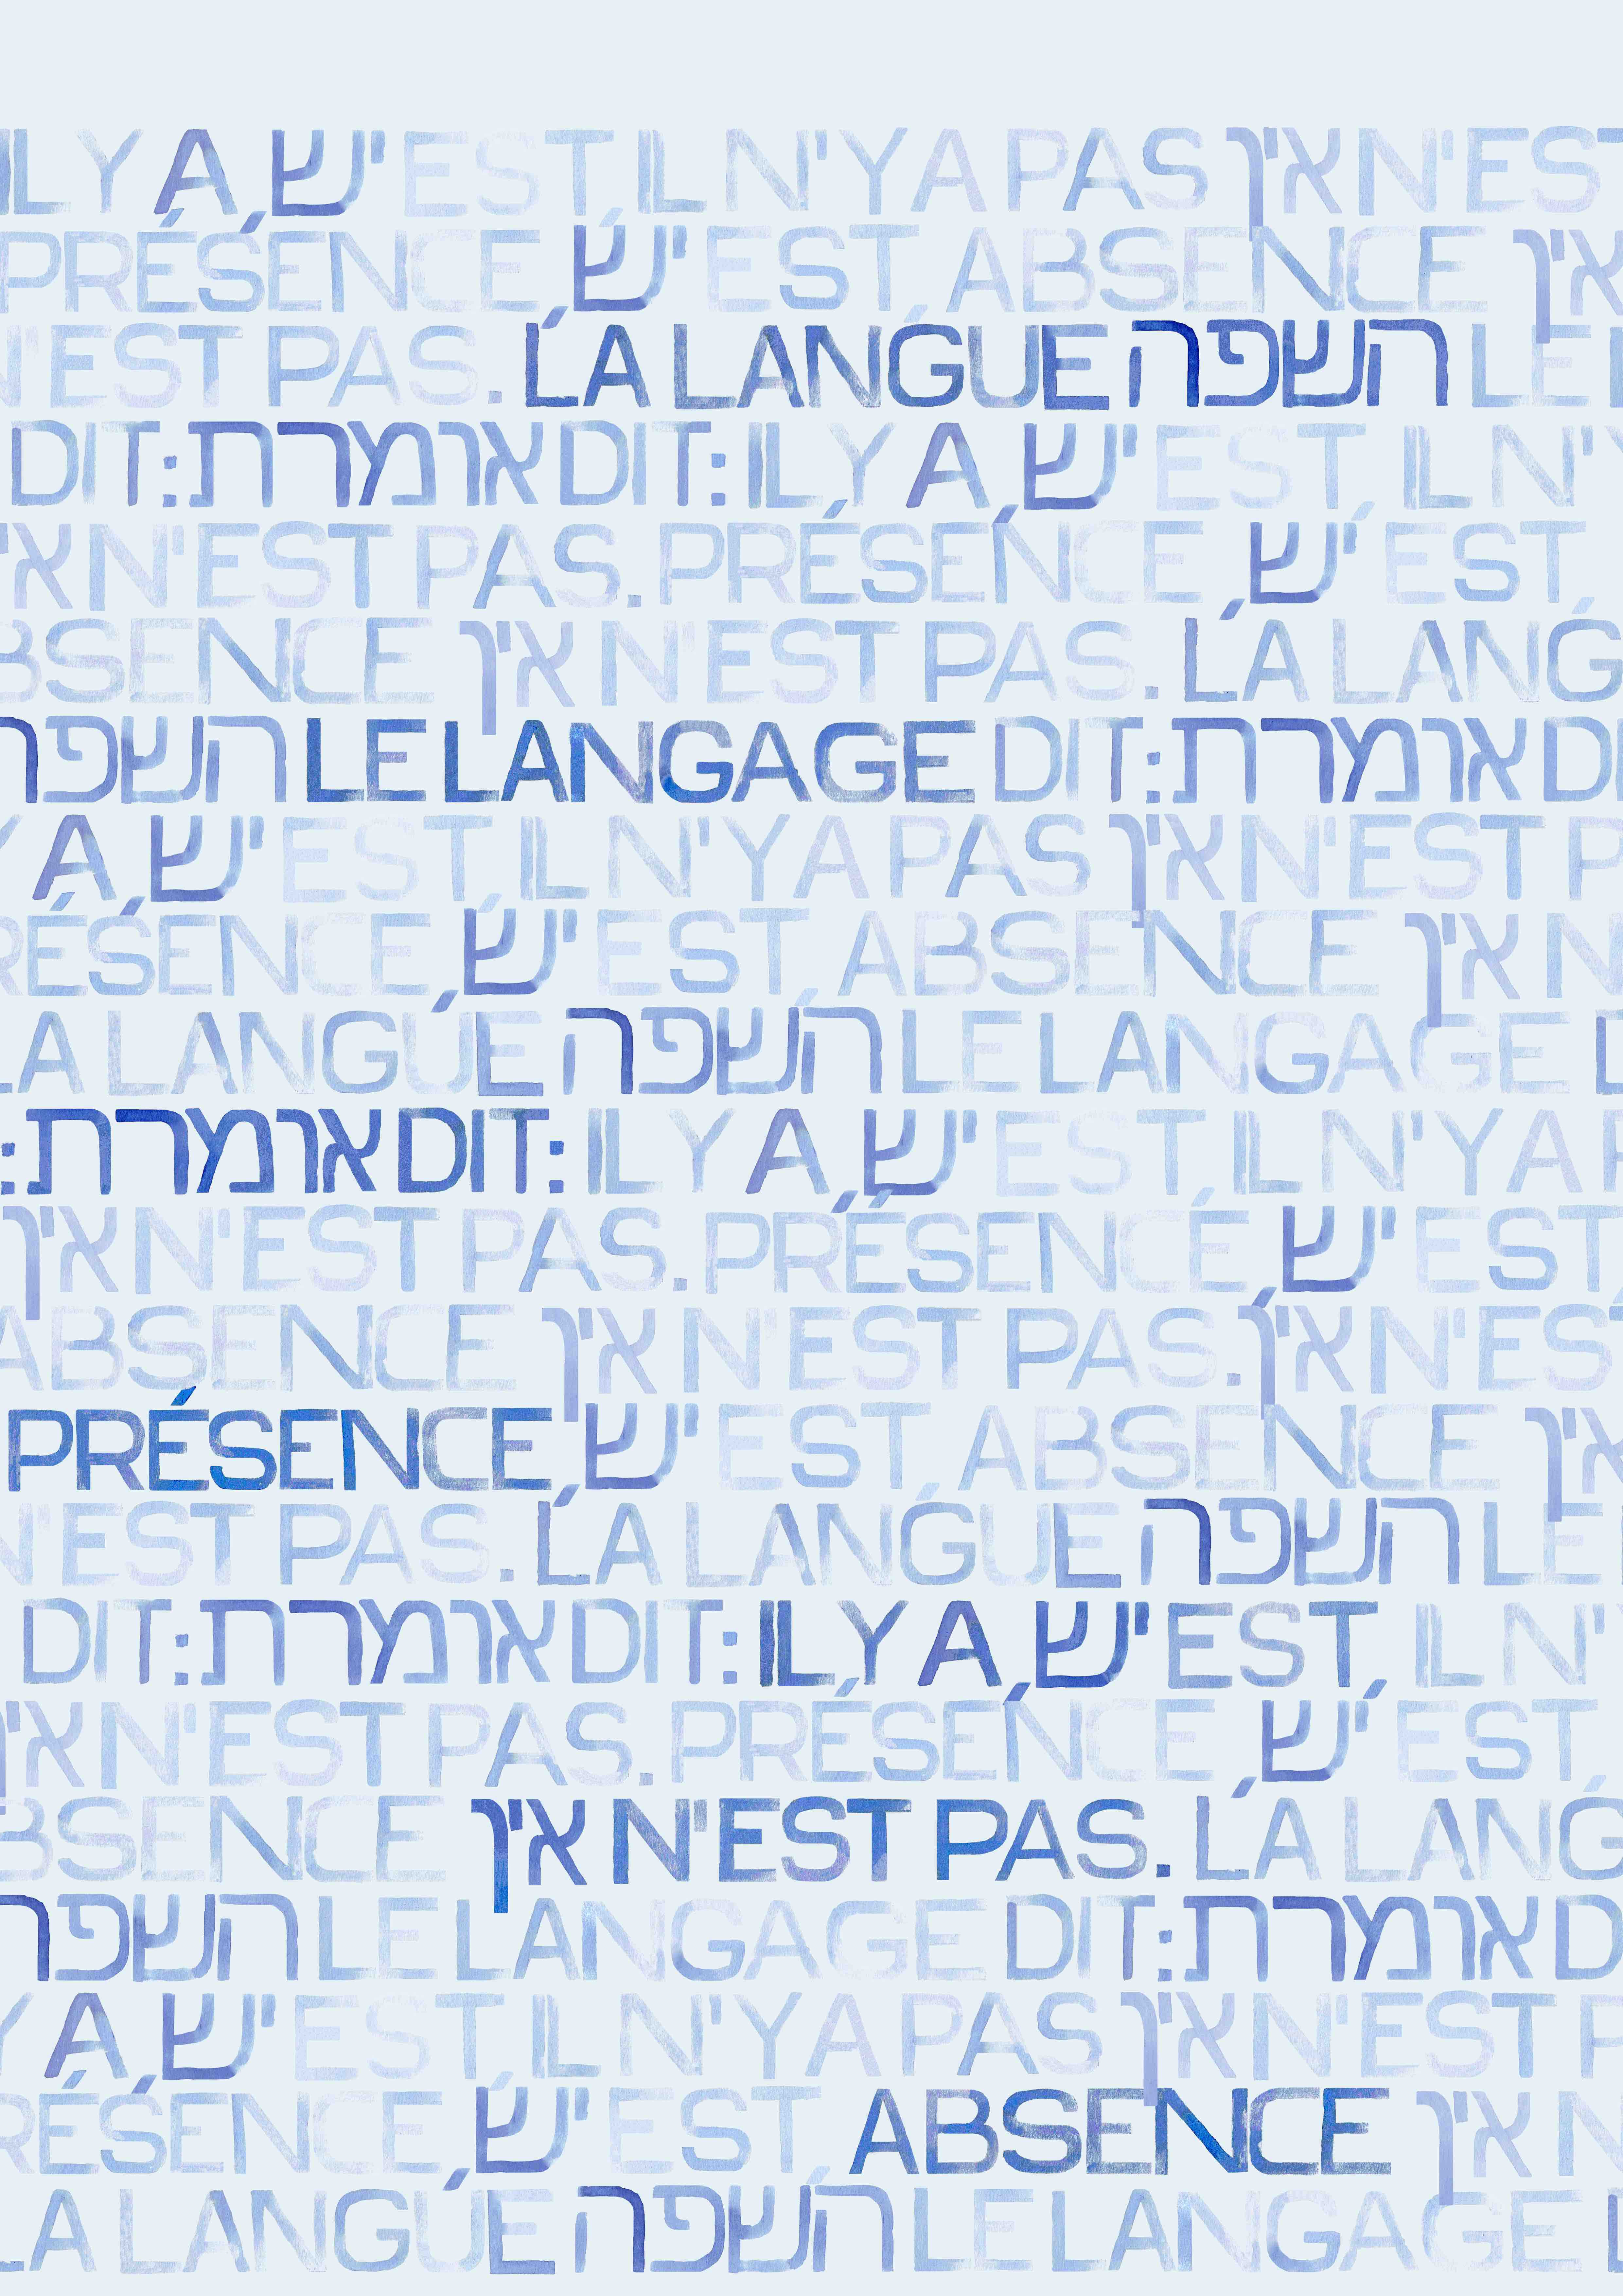 IL Y A, יש EST, IL N'Y A PAS אין N'EST
PRÉSENCE, יש EST, ABSENCE אין
N'EST PAS. LA LANGUE השפה LE
DIT: אומרת DIT: IL Y A, יש EST, IL N'Y
אין N'EST PAS. PRÉSENCE, יש EST,
BSENCE אין N'EST PAS. LA LANG
השפה LE LANGAGE DIT: אומרת DI
Y A, יש EST, IL N'Y A PAS אין N'EST P
RÉSENCE, יש EST, ABSENCE אין N
LA LANGUE השפה LE LANGAGE D
: אומרת DIT: IL Y A, יש EST, IL N'Y A P
אין N'EST PAS. PRÉSENCE, יש EST
ABSENCE אין N'EST PAS. אין N'EST
PRÉSENCE, יש EST, ABSENCE אין
N'EST PAS. LA LANGUE השפה LE
DIT: אומרת DIT: IL Y A, יש EST, IL N'Y
אין N'EST PAS. PRÉSENCE, יש EST,
BSENCE אין N'EST PAS. LA LANG
השפה LE LANGAGE DIT: אומרת D
Y A, יש EST, IL N'Y A PAS אין N'EST P
RÉSENCE, יש EST, ABSENCE אין N
LA LANGUE השפה LE LANGAGE D